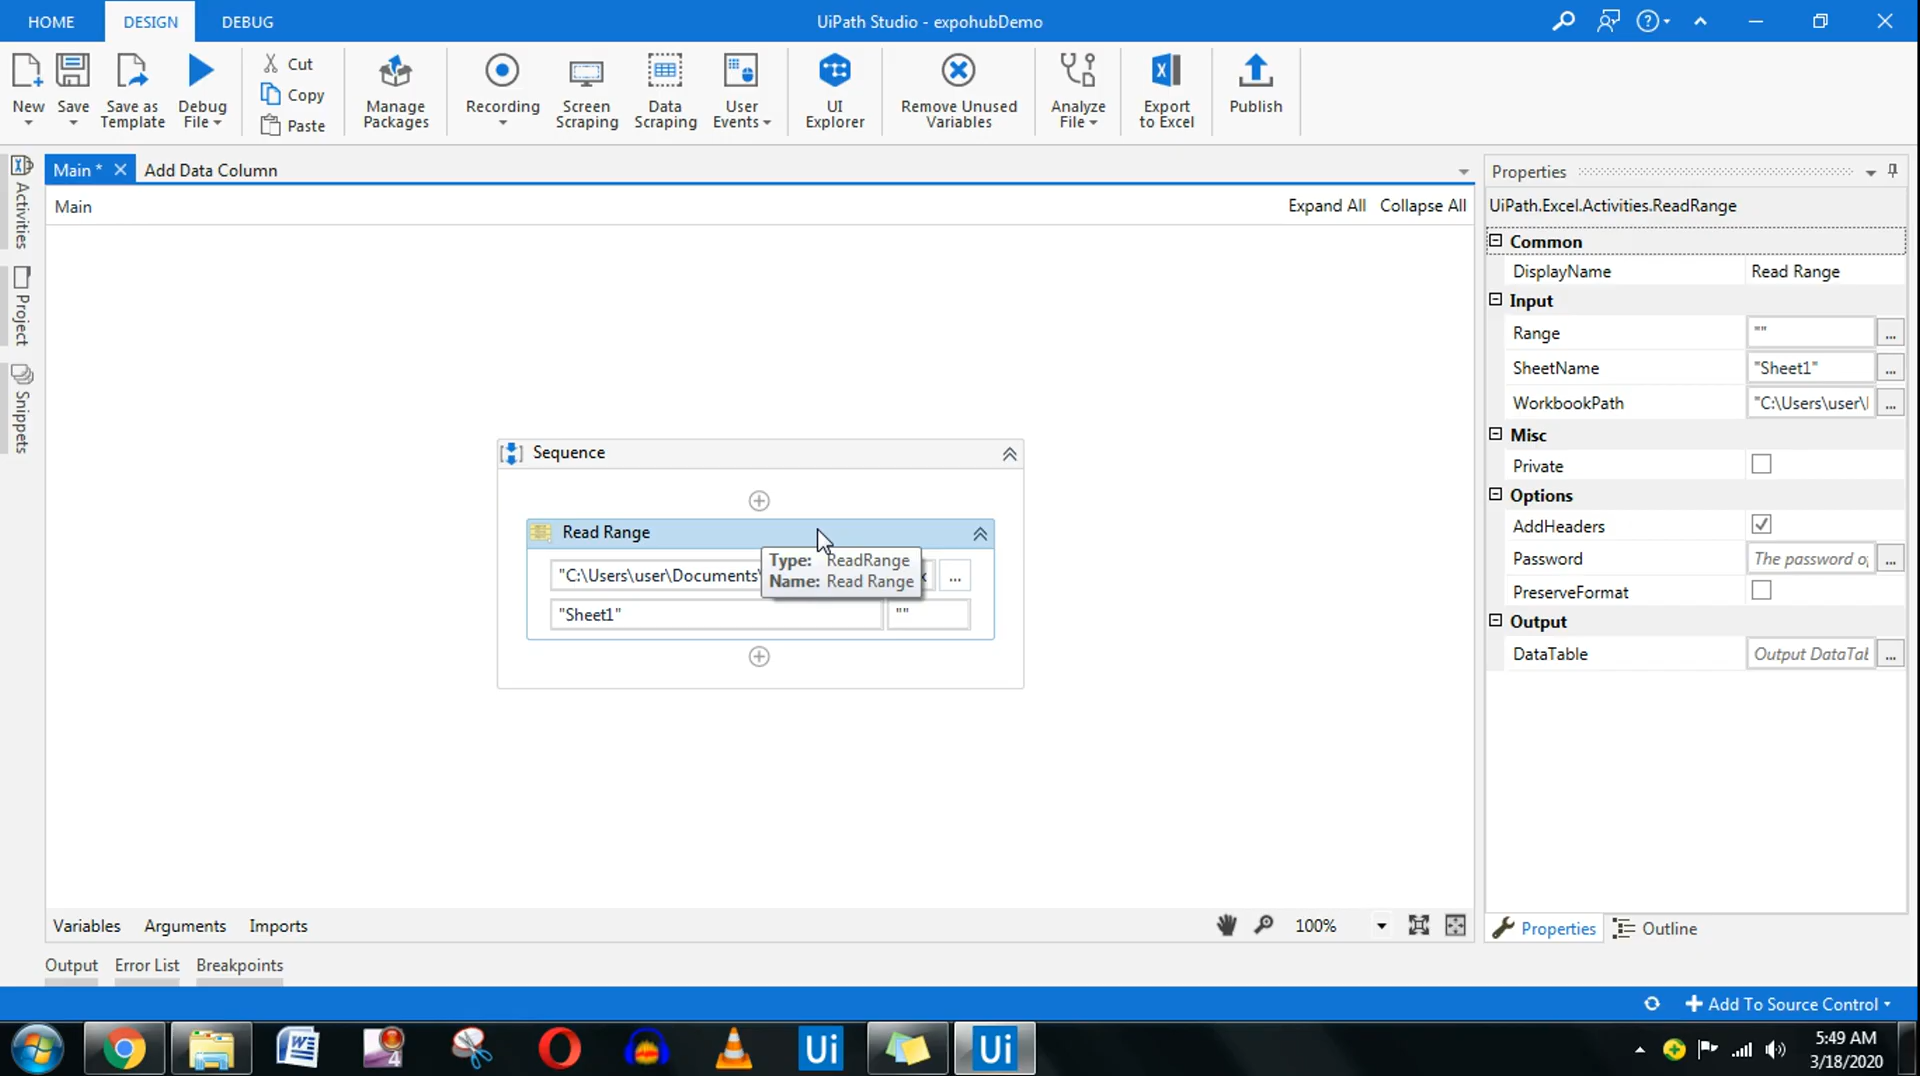 HOME DESIGN DEBUG UiPath Studio - expohubDemo
New Save Save as Template Debug File
Cut
Copy
Paste
Manage Packages
Recording
Screen Scraping
Data Scraping
User Events
UI Explorer
Remove Unused Variables
Analyze File
Export to Excel
Publish
Activities
Project
Snippets
Main * Add Data Column
Main Expand All Collapse All
Sequence
Read Range
"C:\Users\user\Documents\ ...
Type: ReadRange
Name: Read Range
"Sheet1" ""
Properties
UiPath.Excel.Activities.ReadRange
Common
DisplayName Read Range
Input
Range "" ...
SheetName "Sheet1" ...
WorkbookPath "C:\Users\user\ ...
Misc
Private
Options
AddHeaders
Password The password of ...
PreserveFormat
Output
DataTable Output DataTab ...
Variables Arguments Imports 100%
Properties Outline
Output Error List Breakpoints
Add To Source Control
W 4 Ui Ui
5:49 AM
3/18/2020